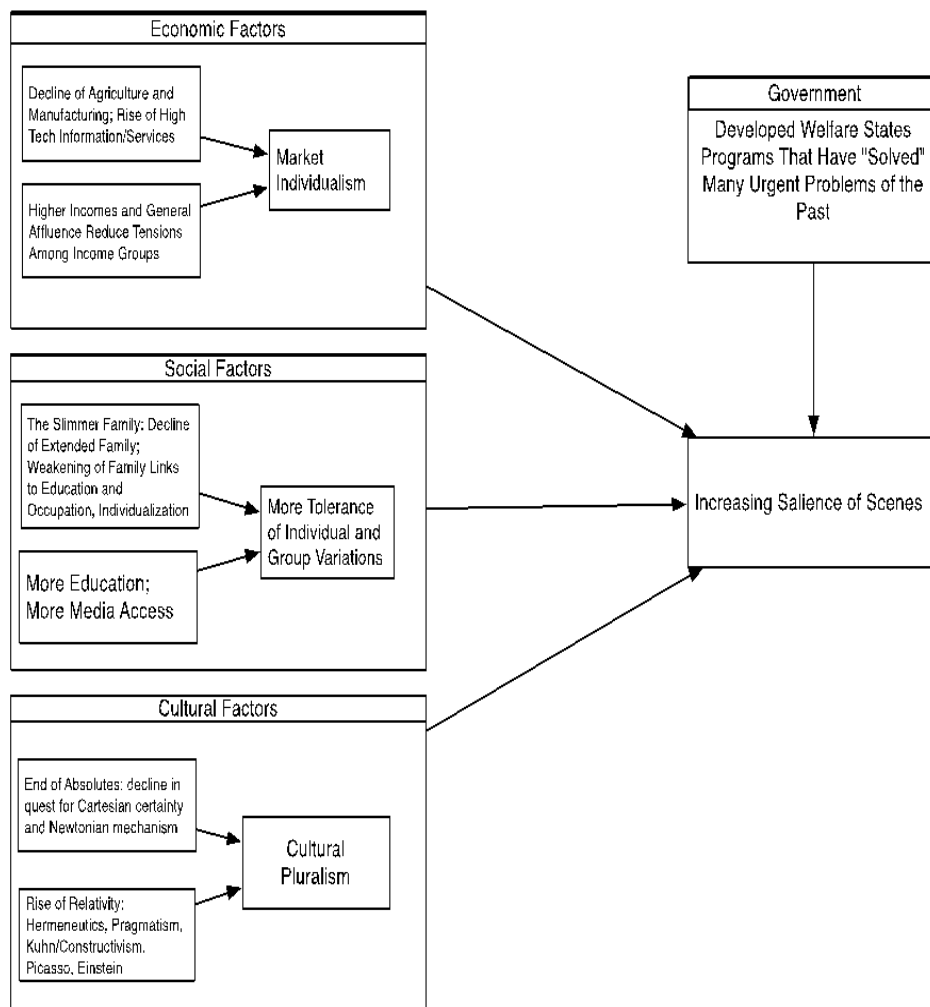 Economic Factors
Decline of Agriculture and
Manufacturing; Rise of High
Tech Information/Services
Market
Individualism
Higher Incomes and General
Affluence Reduce Tensions
Among Income Groups
Government
Developed Welfare States
Programs That Have "Solved"
Many Urgent Problems of the
Past
Social Factors
The Slimmer Family: Decline
of Extended Family;
Weakening of Family Links
to Education and
Occupation, Individualization
More Tolerance
of Individual and
Group Variations
More Education;
More Media Access
Increasing Salience of Scenes
Cultural Factors
End of Absolutes: decline in
quest for Cartesian certainty
and Newtonian mechanism
Cultural
Pluralism
Rise of Relativity:
Hermeneutics, Pragmatism,
Kuhn/Constructivism.
Picasso, Einstein